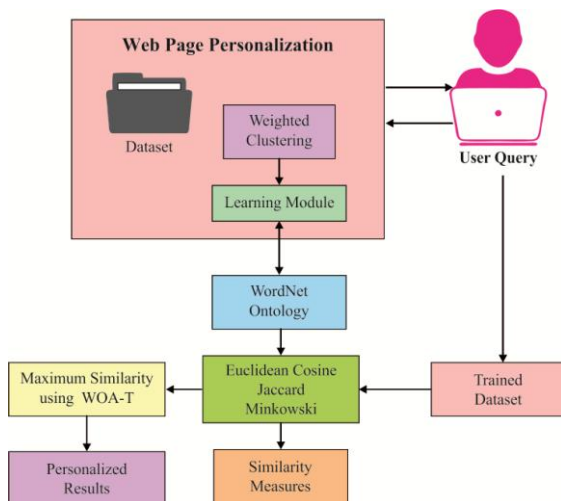 Web Page Personalization
Dataset
Weighted
Clustering
Learning Module
User Query
WordNet
Ontology
Maximum Similarity
using WOA-T
Euclidean Cosine
Jaccard
Minkowski
Trained
Dataset
Personalized
Results
Similarity
Measures